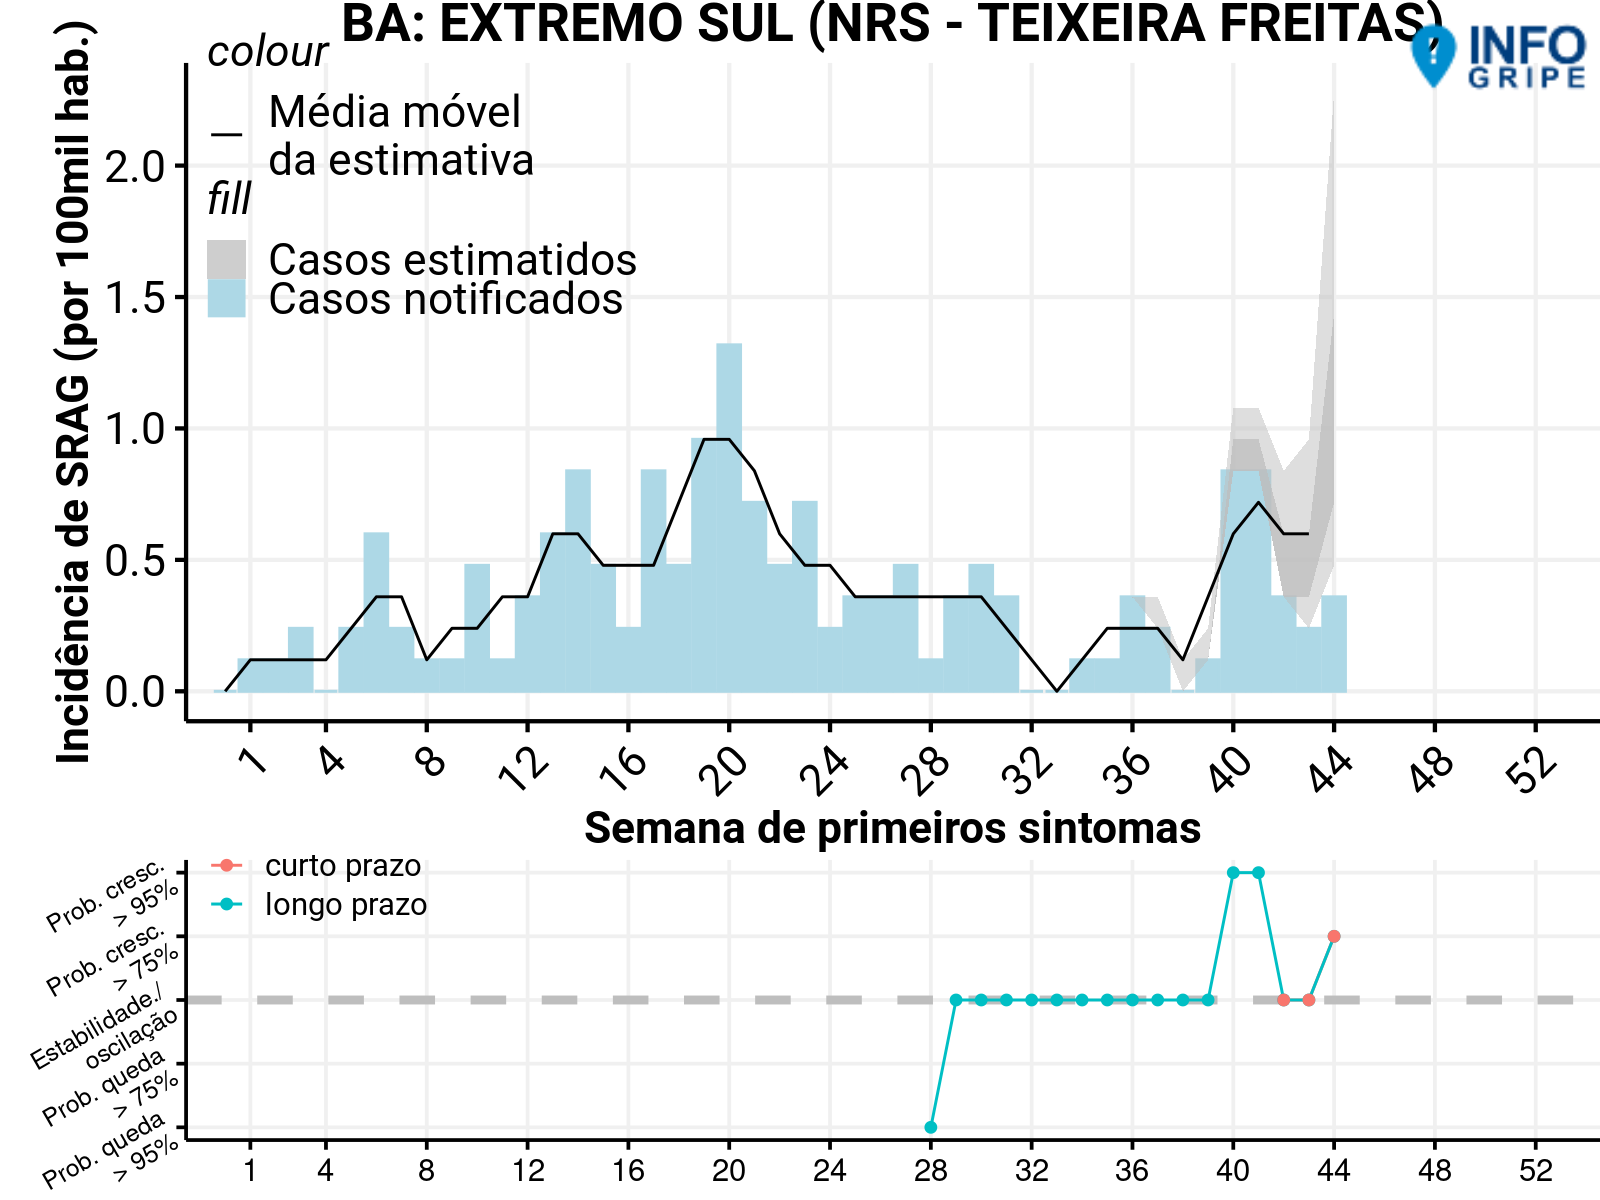 BA: EXTREMO SUL (NRS - TEIXEIRA FREITAS)
INFO
GRIPE
colour
Média móvel
da estimativa
fill
Casos estimatidos
Casos notificados
Incidência de SRAG (por 100mil hab.)
2.0
1.5
1.0
0.5
0.0
1 4 8 12 16 20 24 28 32 36 40 44 48 52
Semana de primeiros sintomas
curto prazo
longo prazo
Prob. cresc.
> 95%
Prob. cresc.
> 75%
Estabilidade./
oscilação
Prob. queda
> 75%
Prob. queda
> 95%
1 4 8 12 16 20 24 28 32 36 40 44 48 52